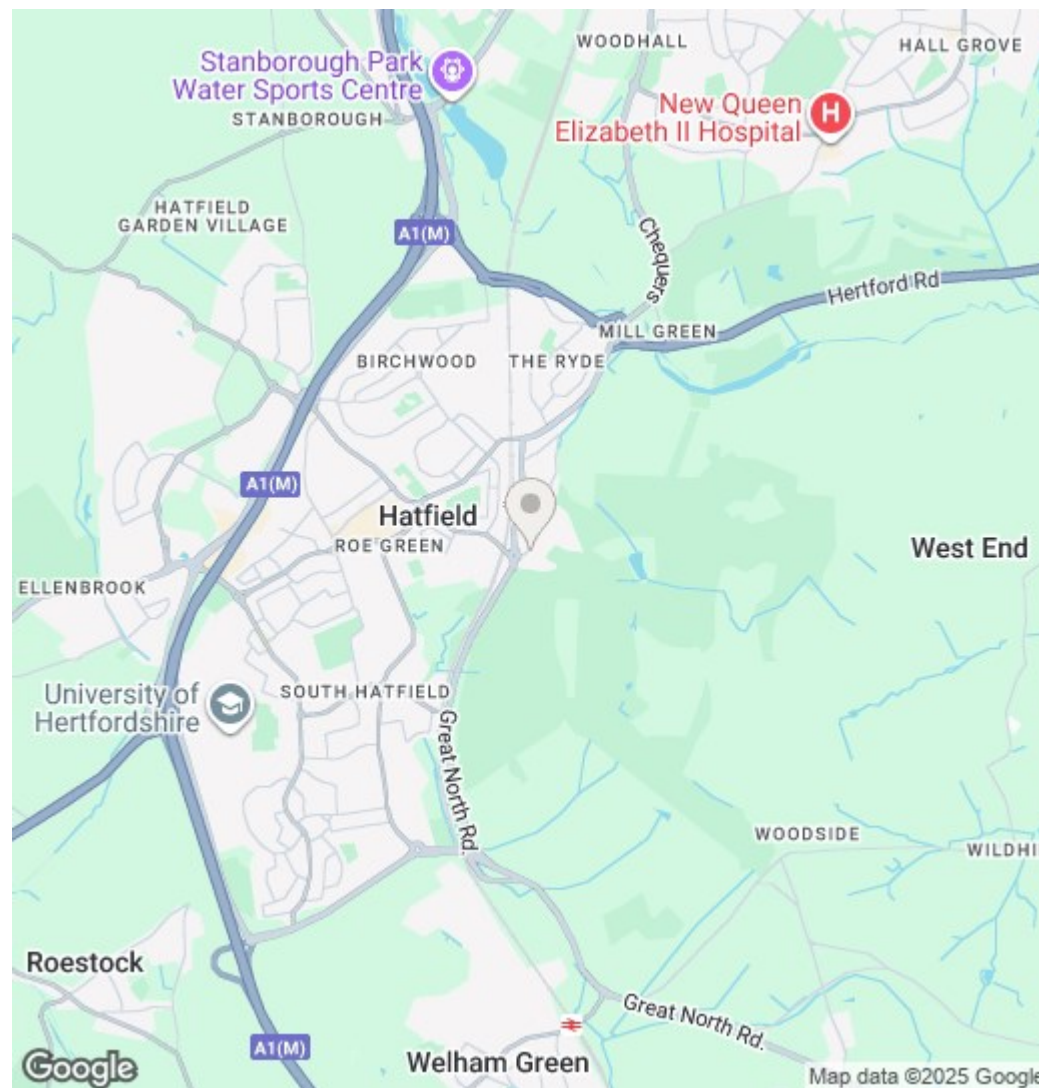 WOODHALL
HALL GROVE
Stanborough Park
Water Sports Centre
STANBOROUGH
New Queen
Elizabeth II Hospital
H
HATFIELD
GARDEN VILLAGE
A1(M)
Chequers
Hertford Rd
MILL GREEN
BIRCHWOOD
THE RYDE
A1(M)
Hatfield
ROE GREEN
West End
ELLENBROOK
University of
Hertfordshire
SOUTH HATFIELD
Great North Rd.
WOODSIDE
WILDHI
Roestock
Great North Rd.
A1(M)
Welham Green
Google
Map data ©2025 Google